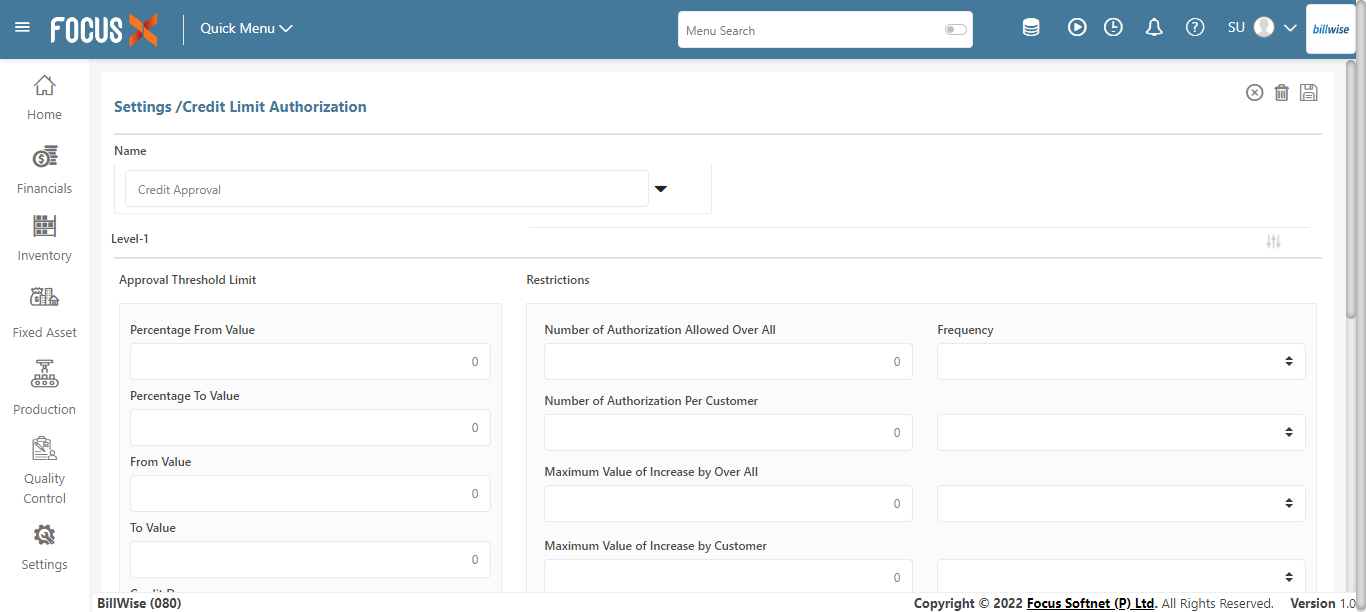 FOCUS X
Quick Menu
Menu Search
SU
billwise
Home
Financials
Inventory
Fixed Asset
Production
Quality
Control
Settings
Settings /Credit Limit Authorization
Name
Credit Approval
Level-1
Approval Threshold Limit
Percentage From Value
0
Percentage To Value
0
From Value
0
To Value
0
Restrictions
Number of Authorization Allowed Over All
Frequency
0
Number of Authorization Per Customer
0
Maximum Value of Increase by Over All
0
Maximum Value of Increase by Customer
0
BillWise (080)
Copyright © 2022 Focus Softnet (P) Ltd. All Rights Reserved. Version 1.0